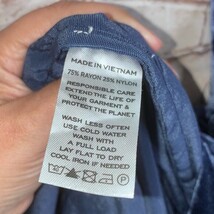 MADE IN VIETNAM
75% RAYON 25% NYLON
RESPONSIBLE CARE
EXTEND THE LIFE OF
YOUR GARMENT &
PROTECT THE
PLANET
WASH LESS OFTEN
USE COLD WATER
WASH WITH
A FULL LOAD
LAY FLAT TO DRY
COOL IRON IF NEEDED
P